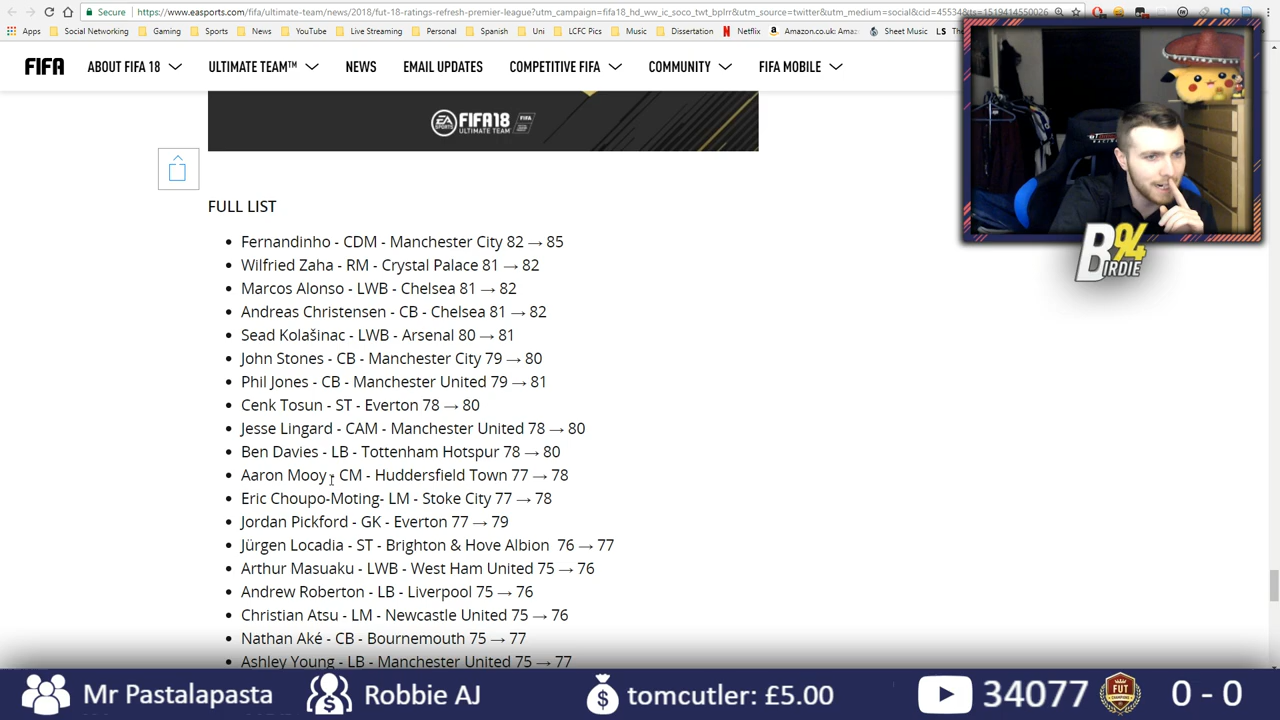 Secure
https://www.easports.com/fifa/ultimate-team/news/2018/fut-18-ratings-refresh-premier-league?utm_campaign=fifa18_hd_ww_ic_soco_twt_bplrr&utm_source=twitter&utm_medium=social&cid=45534&ts=1519414550026
Apps Social Networking Gaming Sports News YouTube Live Streaming Personal Spanish Uni LCFC Pics Music Dissertation Netflix Amazon.co.uk: Amaz Sheet Music LS The
FIFA ABOUT FIFA 18 ULTIMATE TEAM™ NEWS EMAIL UPDATES COMPETITIVE FIFA COMMUNITY FIFA MOBILE
EA SPORTS FIFA18 ULTIMATE TEAM
FULL LIST
• Fernandinho - CDM - Manchester City 82 → 85
• Wilfried Zaha - RM - Crystal Palace 81 → 82
• Marcos Alonso - LWB - Chelsea 81 → 82
• Andreas Christensen - CB - Chelsea 81 → 82
• Sead Kolašinac - LWB - Arsenal 80 → 81
• John Stones - CB - Manchester City 79 → 80
• Phil Jones - CB - Manchester United 79 → 81
• Cenk Tosun - ST - Everton 78 → 80
• Jesse Lingard - CAM - Manchester United 78 → 80
• Ben Davies - LB - Tottenham Hotspur 78 → 80
• Aaron Mooy - CM - Huddersfield Town 77 → 78
• Eric Choupo-Moting- LM - Stoke City 77 → 78
• Jordan Pickford - GK - Everton 77 → 79
• Jürgen Locadia - ST - Brighton & Hove Albion 76 → 77
• Arthur Masuaku - LWB - West Ham United 75 → 76
• Andrew Roberton - LB - Liverpool 75 → 76
• Christian Atsu - LM - Newcastle United 75 → 76
• Nathan Aké - CB - Bournemouth 75 → 77
• Ashley Young - LB - Manchester United 75 → 77
B94 BIRDIE
Mr Pastalapasta Robbie AJ tomcutler: £5.00 34077 FUT CHAMPIONS 0 - 0